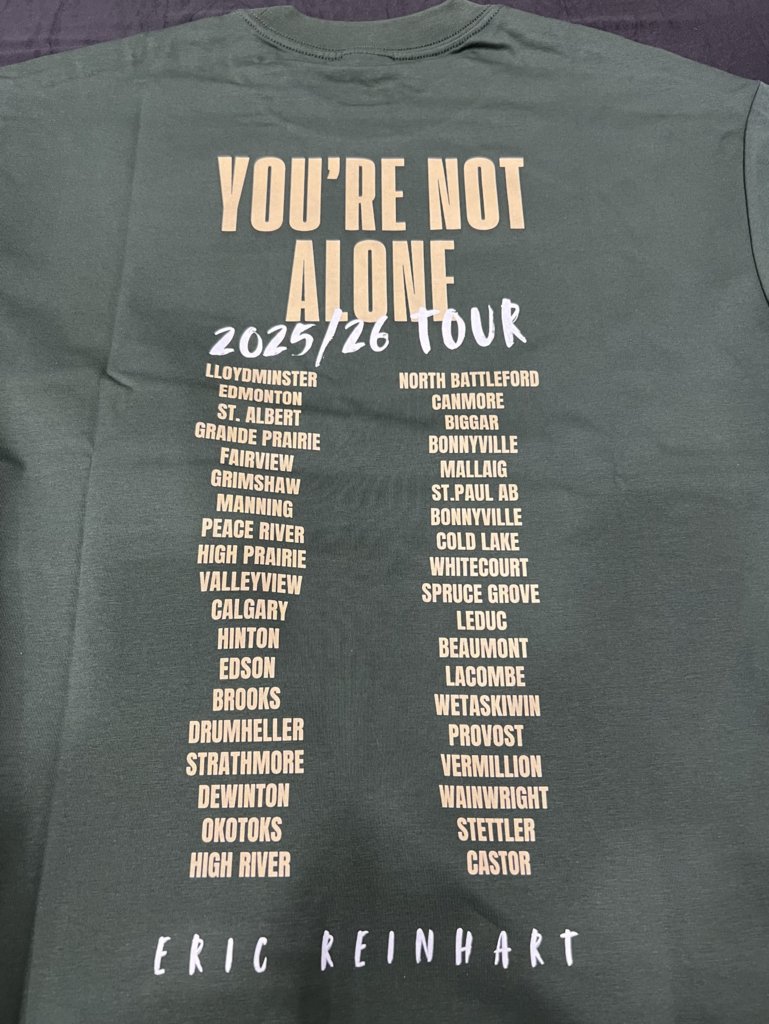 YOU'RE NOT
ALONE
2025/26 TOUR
LLOYDMINSTER
EDMONTON
ST. ALBERT
GRANDE PRAIRIE
FAIRVIEW
GRIMSHAW
MANNING
PEACE RIVER
HIGH PRAIRIE
VALLEYVIEW
CALGARY
HINTON
EDSON
BROOKS
DRUMHELLER
STRATHMORE
DEWINTON
OKOTOKS
HIGH RIVER
NORTH BATTLEFORD
CANMORE
BIGGAR
BONNYVILLE
MALLAIG
ST.PAUL AB
BONNYVILLE
COLD LAKE
WHITECOURT
SPRUCE GROVE
LEDUC
BEAUMONT
LACOMBE
WETASKIWIN
PROVOST
VERMILLION
WAINWRIGHT
STETTLER
CASTOR
ERIC REINHART